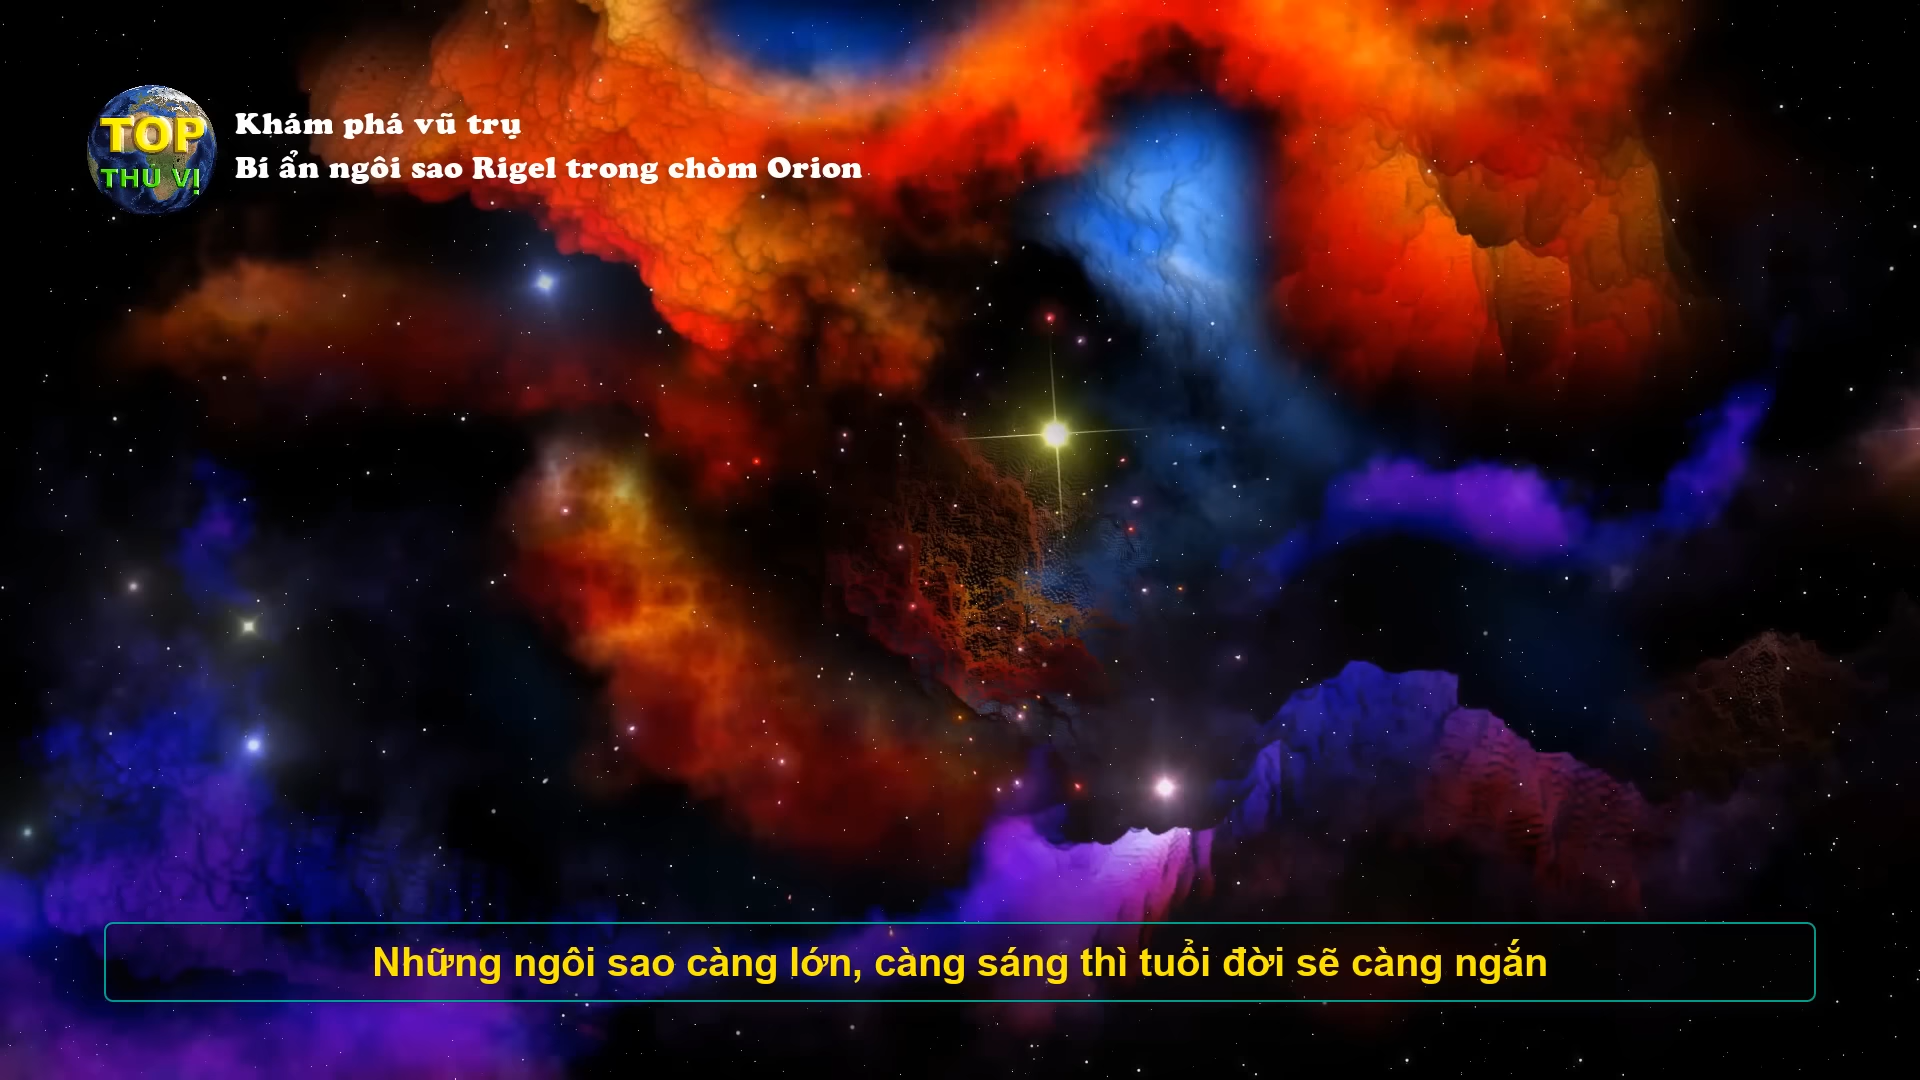 TOP
THÚ VỊ
Khám phá vũ trụ
Bí ẩn ngôi sao Rigel trong chòm Orion
Những ngôi sao càng lớn, càng sáng thì tuổi đời sẽ càng ngắn